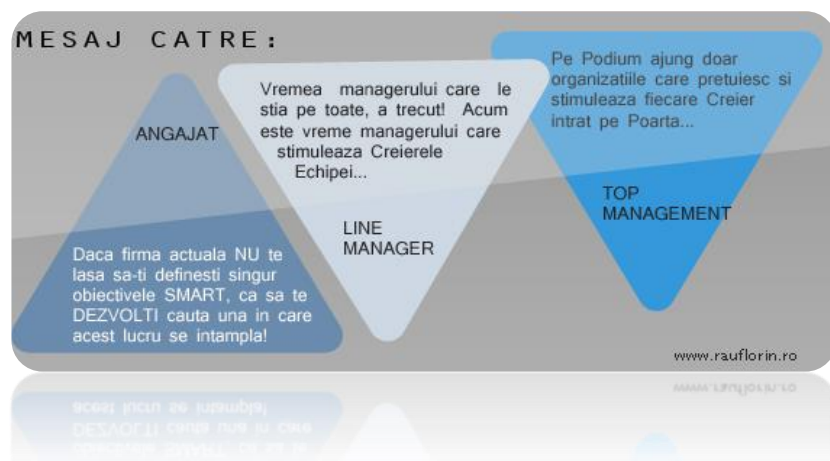 MESAJ CATRE:
ANGAJAT
Daca firma actuala NU te
lasa sa-ti definesti singur
obiectivele SMART, ca sa te
DEZVOLTI cauta una in care
acest lucru se intampla!
Vremea managerului care le
stia pe toate, a trecut! Acum
este vreme managerului care
stimuleaza Creierele
Echipei...
LINE
MANAGER
Pe Podium ajung doar
organizatiile care pretuiesc si
stimuleaza fiecare Creier
intrat pe Poarta...
TOP
MANAGEMENT
www.rauflorin.ro